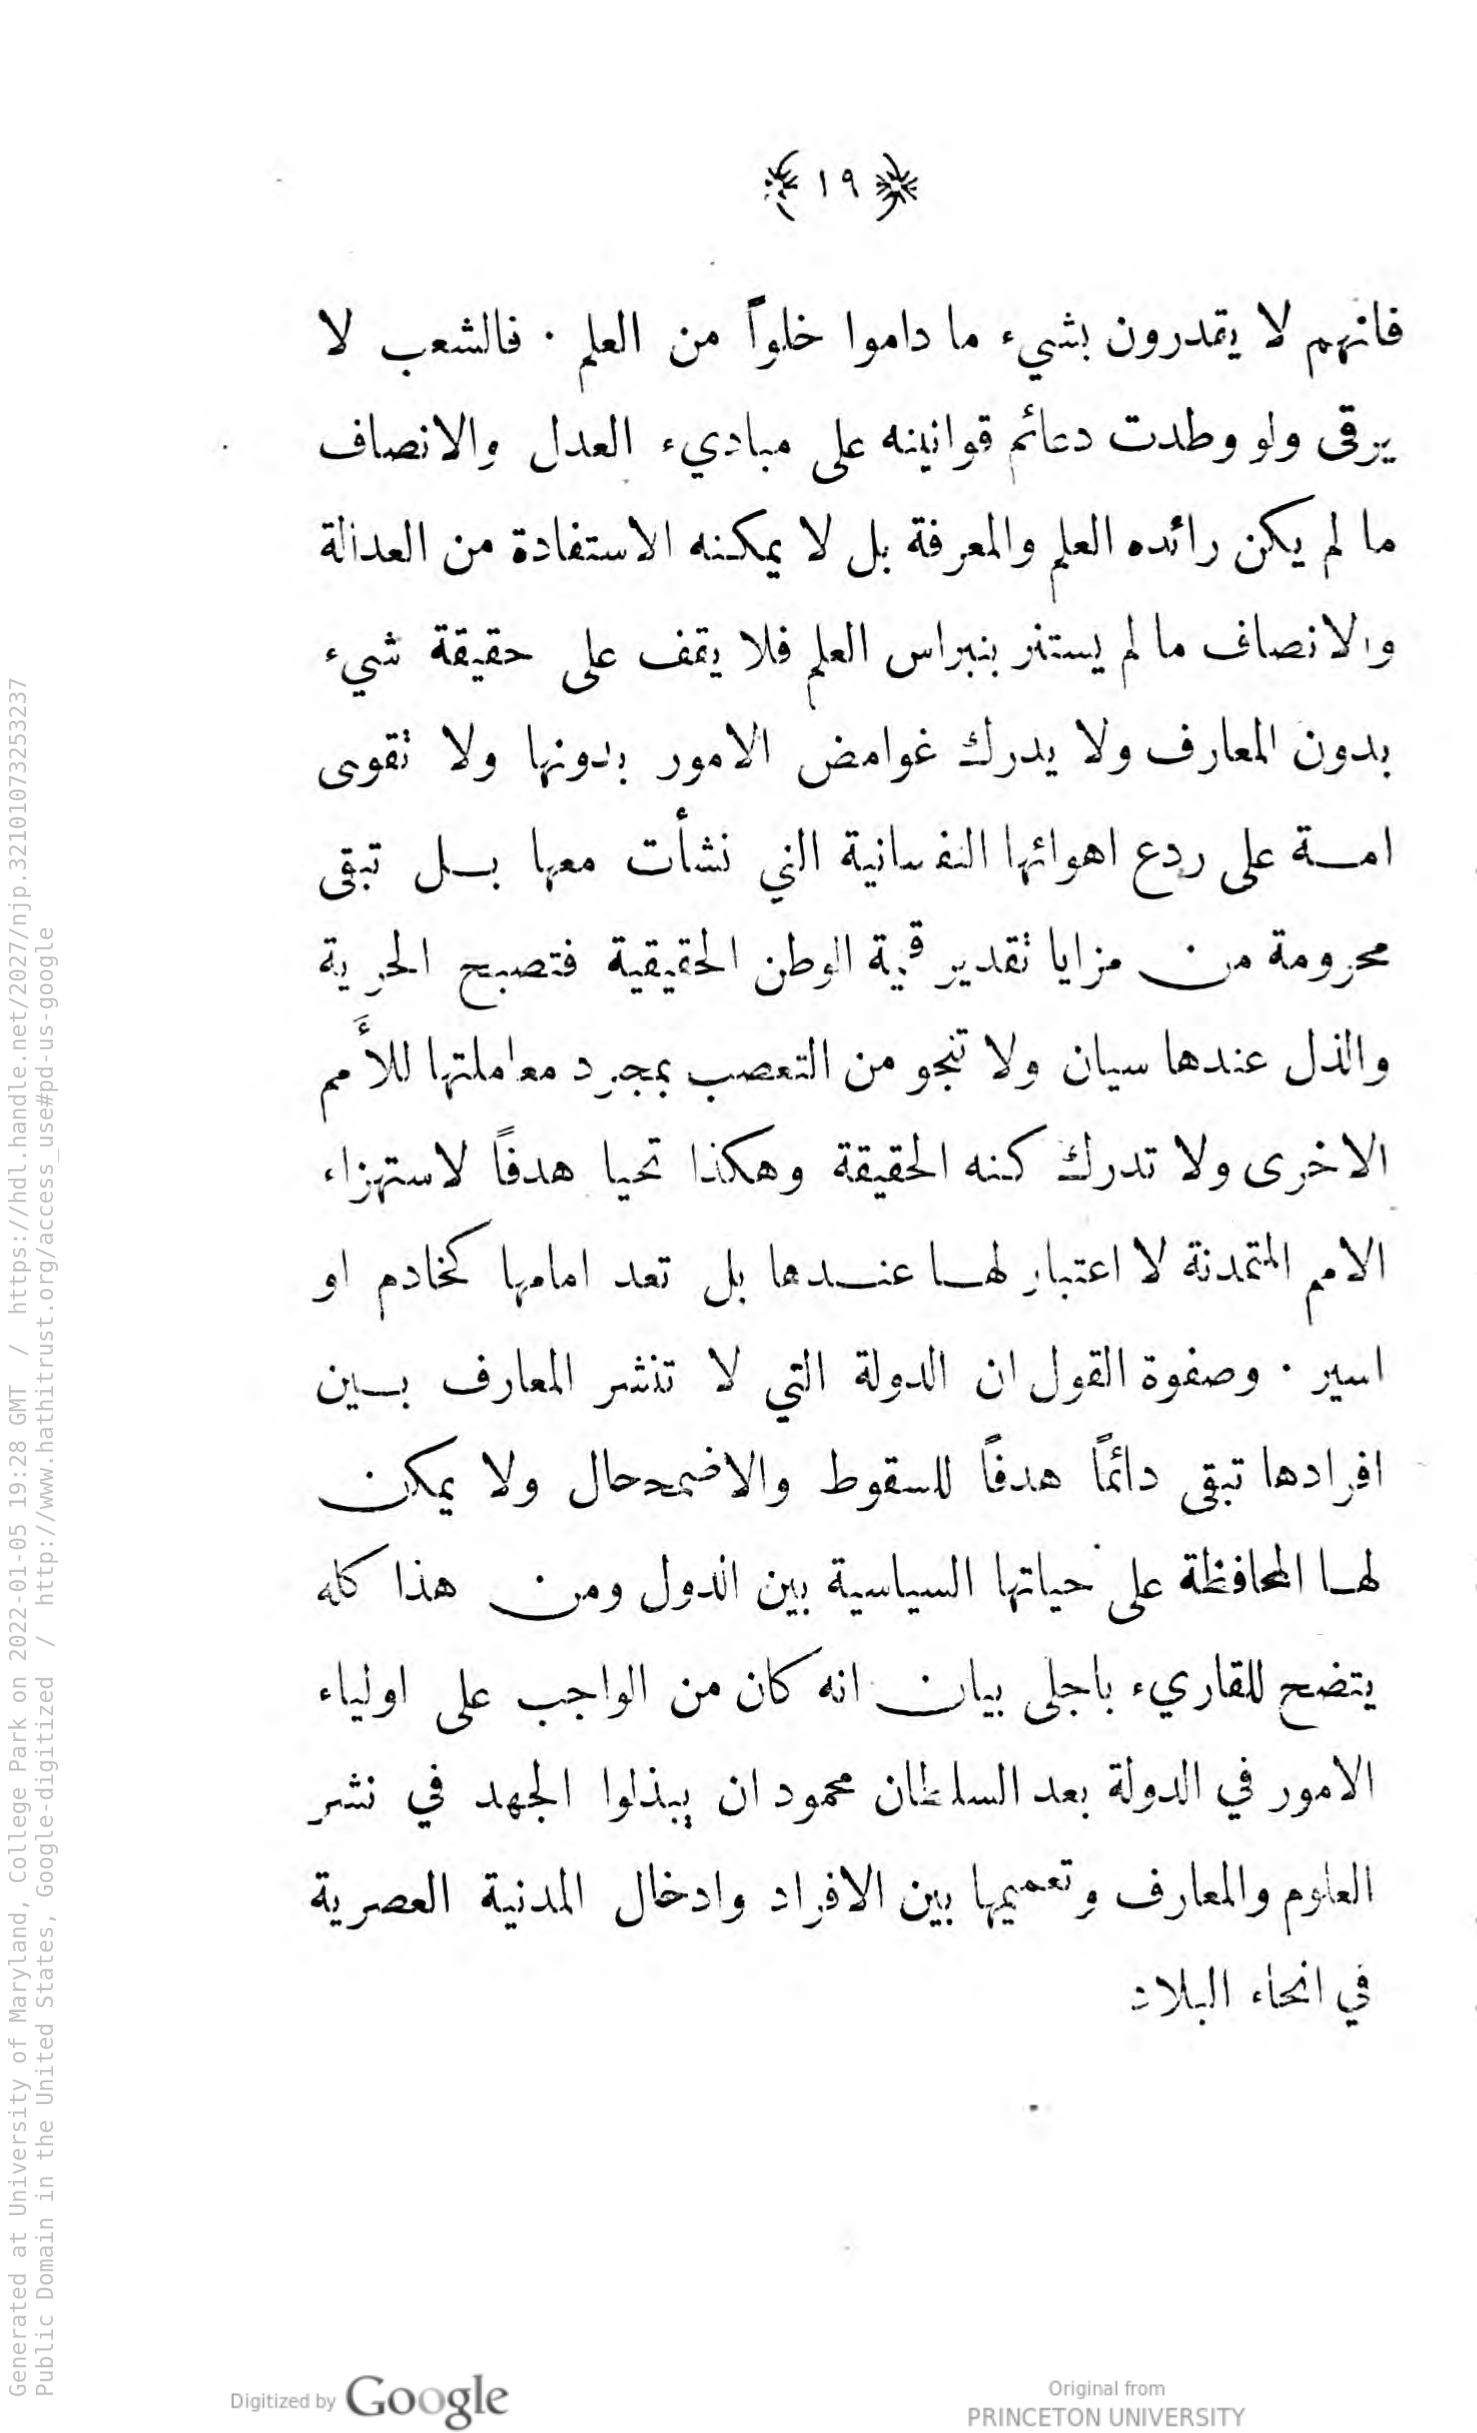 ﴿ ١٩ ﴾
فانهم لا يقدرون بشيء ما داموا خلواً من العلم ٠ فالشعب لا
يرقى ولو وطدت دعائم قوانينه على مباديء العدل والانصاف
ما لم يكن رائده العلم والمعرفة بل لا يمكنه الاستفادة من العدالة
والانصاف ما لم يستنر بنبراس العلم فلا يقف على حقيقة شيء
بدون المعارف ولا يدرك غوامض الامور بدونها ولا تقوى
امة على ردع اهوائها النفسانية التي نشأت معها بل تبقى
محرومة من مزايا تقدير قيمة الوطن الحقيقية فتصبح الحرية
والذل عندها سيان ولا تنجو من التعصب بمجرد معاملتها للأمم
الاخرى ولا تدرك كنه الحقيقة وهكذا تحيا هدفاً لاستهزاء
الامم المتمدنة لا اعتبار لها عندها بل تعد امامها كخادم او
اسير ٠ وصفوة القول ان الدولة التي لا تنشر المعارف بين
افرادها تبقى دائماً هدفاً للسقوط والاضمحلال ولا يمكن
لها المحافظة على حياتها السياسية بين الدول ومن هذا كله
يتضح للقاريء باجلى بيان انه كان من الواجب على اولياء
الامور في الدولة بعد السلطان محمود ان يبذلوا الجهد في نشر
العلوم والمعارف وتعميمها بين الافراد وادخال المدنية العصرية
في انحاء البلاد
Generated at University of Maryland, College Park on 2022-01-05 19:28 GMT / https://hdl.handle.net/2027/njp.32101073253237
Public Domain in the United States, Google-digitized / http://www.hathitrust.org/access_use#pd-us-google
Digitized by Google
Original from
PRINCETON UNIVERSITY